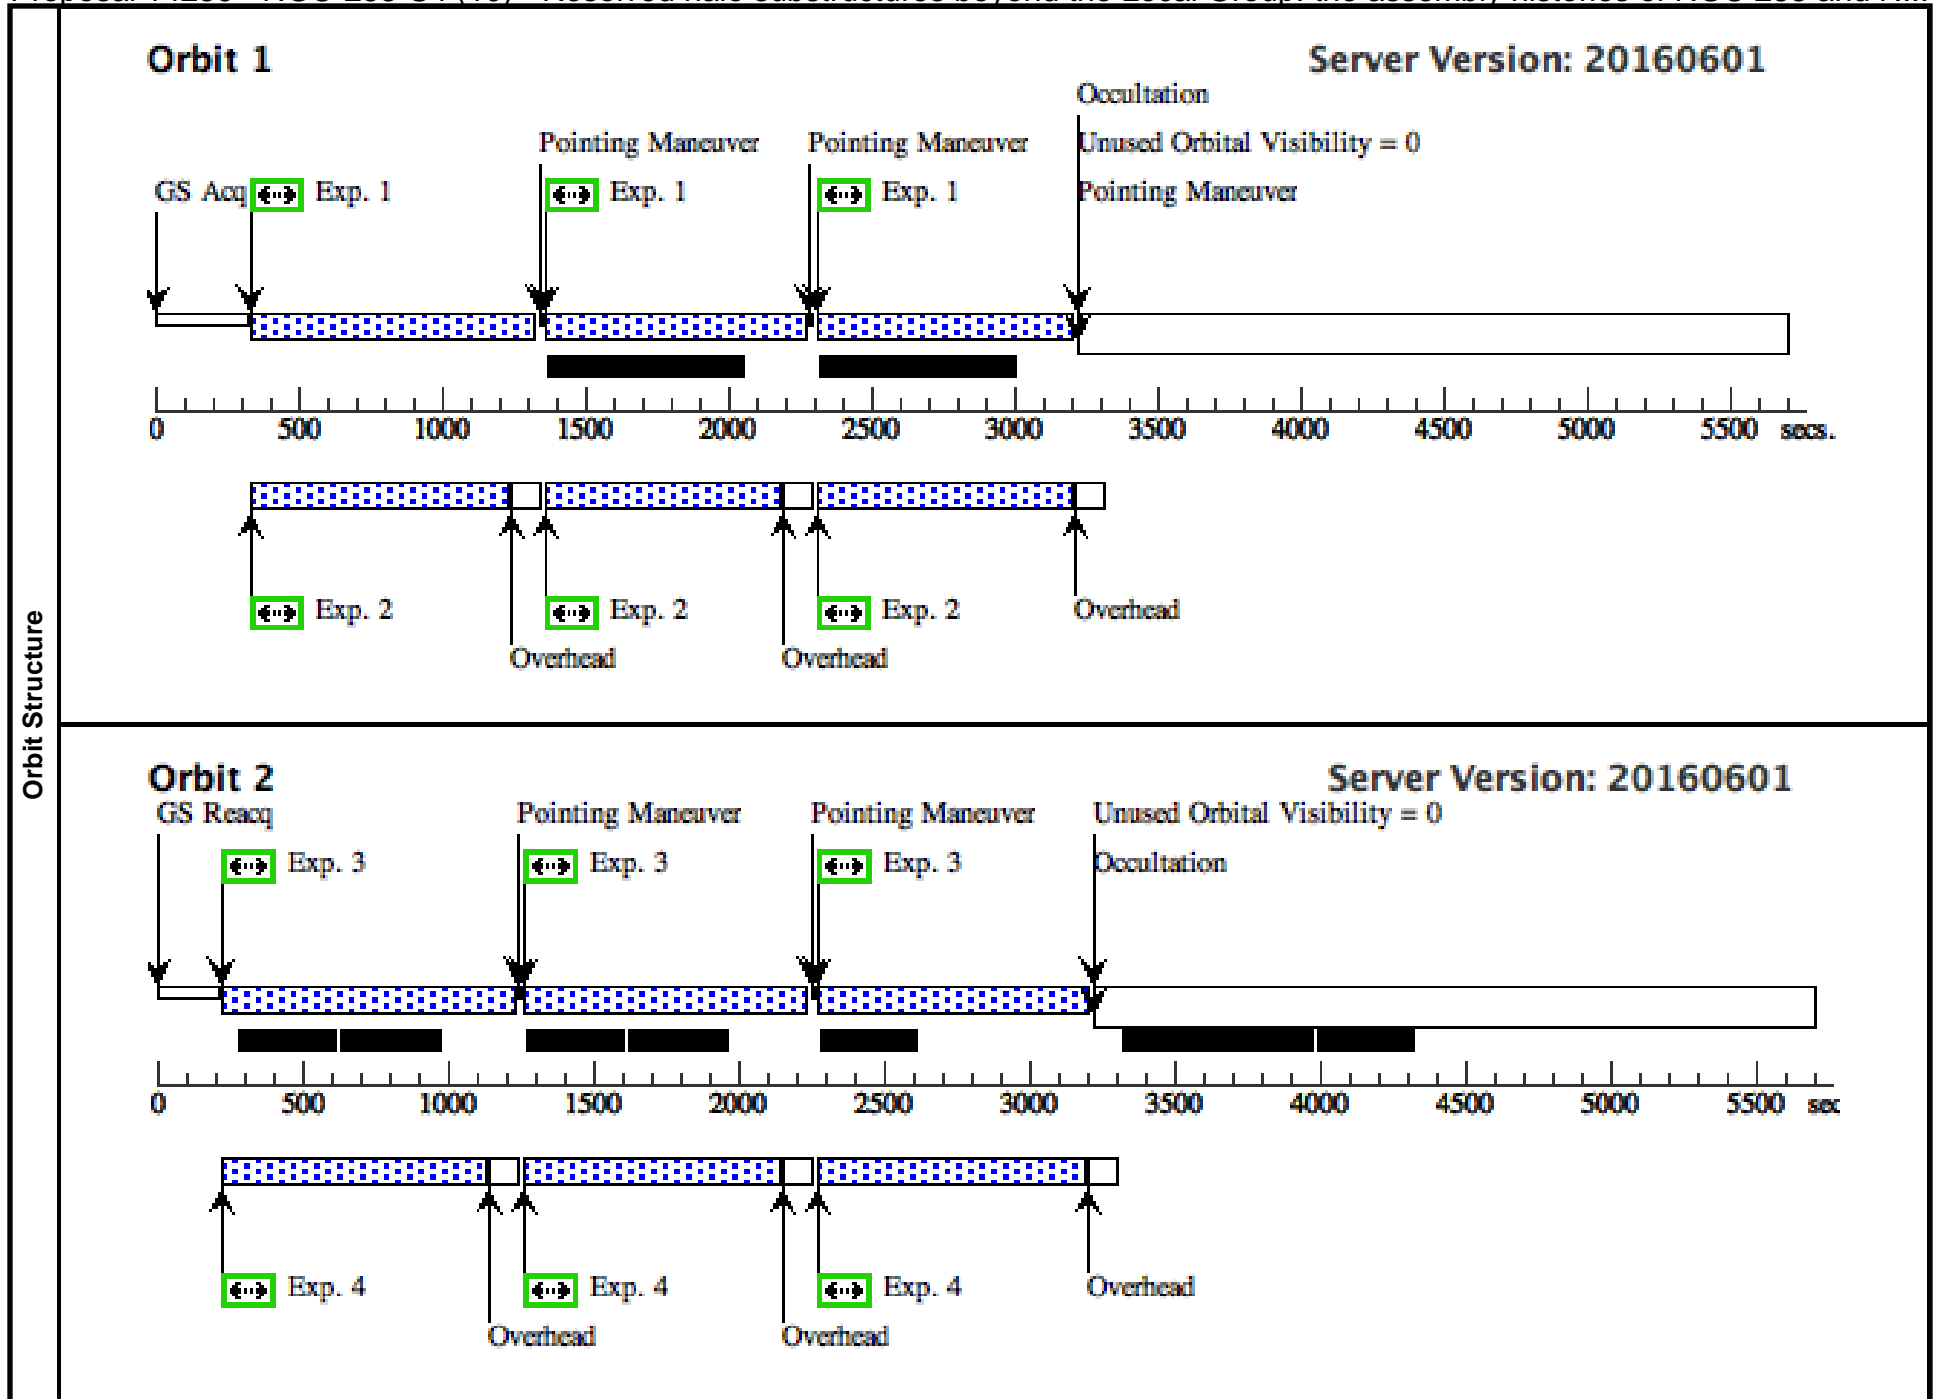 Orbit 1
Server Version: 20160601
Occultation
Pointing Maneuver
Pointing Maneuver
Unused Orbital Visibility = 0
GS Acq
Exp. 1
Exp. 1
Exp. 1
Pointing Maneuver
0 500 1000 1500 2000 2500 3000 3500 4000 4500 5000 5500 secs.
Exp. 2
Exp. 2
Exp. 2
Overhead
Overhead
Overhead
Orbit Structure
Orbit 2
Server Version: 20160601
GS Reacq
Pointing Maneuver
Pointing Maneuver
Unused Orbital Visibility = 0
Exp. 3
Exp. 3
Exp. 3
Occultation
0 500 1000 1500 2000 2500 3000 3500 4000 4500 5000 5500 sec
Exp. 4
Exp. 4
Exp. 4
Overhead
Overhead
Overhead